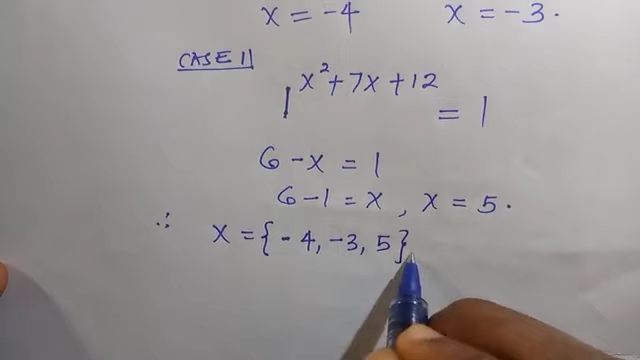 x = -4 x = -3.
CASE II
1^{x² + 7x + 12} = 1
6 - x = 1
6 - 1 = x , x = 5.
∴ x = {-4, -3, 5}